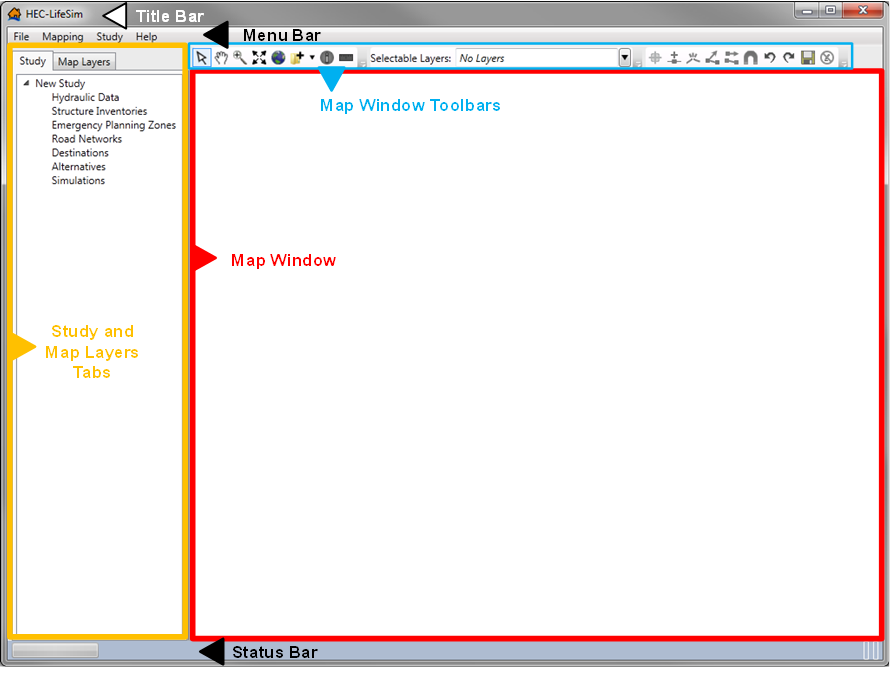 HEC-LifeSim
Title Bar
File Mapping Study Help
Menu Bar
Study Map Layers
Selectable Layers: No Layers
Map Window Toolbars
New Study
Hydraulic Data
Structure Inventories
Emergency Planning Zones
Road Networks
Destinations
Alternatives
Simulations
Map Window
Study and
Map Layers
Tabs
Status Bar